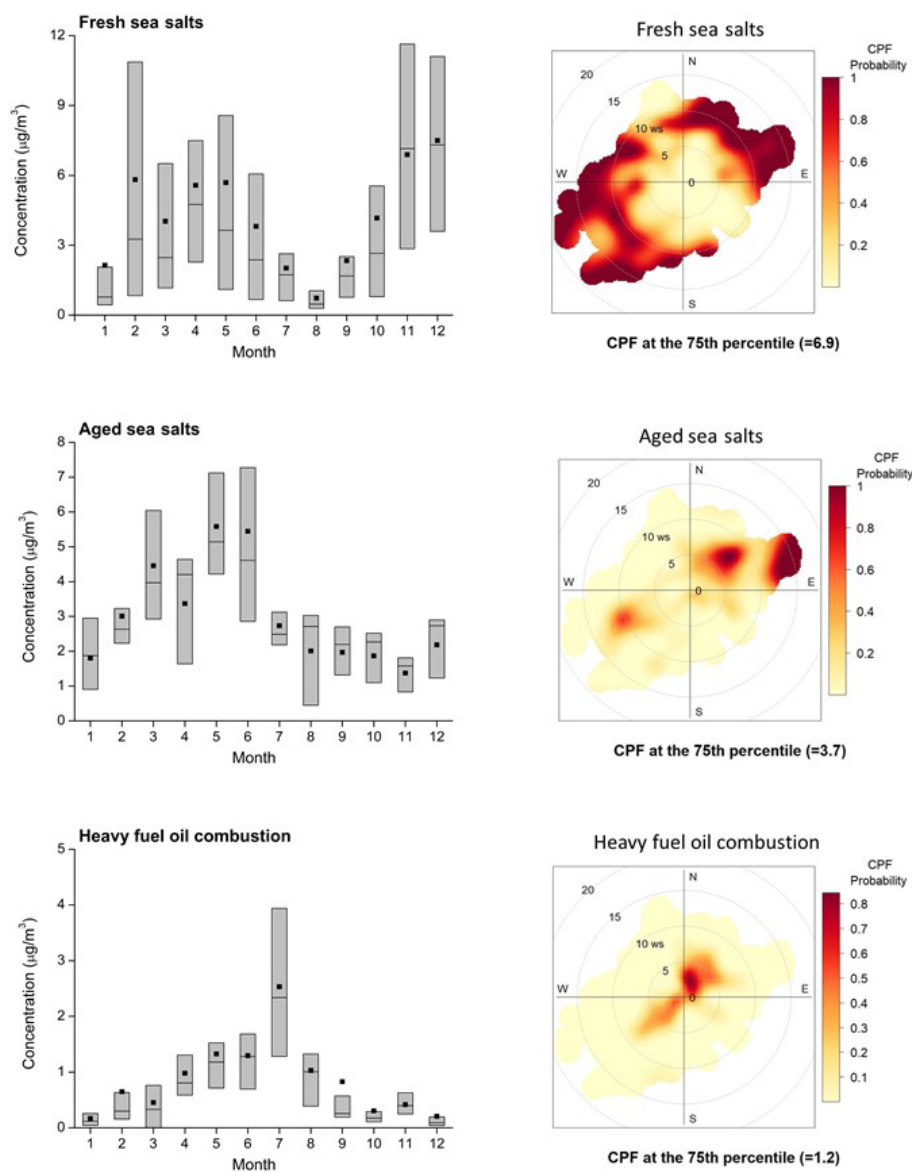 Fresh sea salts
12
9
6
3
0
Concentration (μg/m³)
1 2 3 4 5 6 7 8 9 10 11 12
Month
Fresh sea salts
CPF
Probability
N
20
15
10 ws
5
0
W
E
S
1
0.8
0.6
0.4
0.2
CPF at the 75th percentile (=6.9)
Aged sea salts
8
7
6
5
4
3
2
1
0
Concentration (μg/m³)
1 2 3 4 5 6 7 8 9 10 11 12
Month
Aged sea salts
CPF
Probability
N
20
15
10 ws
5
0
W
E
S
1
0.8
0.6
0.4
0.2
CPF at the 75th percentile (=3.7)
Heavy fuel oil combustion
5
4
3
2
1
0
Concentration (μg/m³)
1 2 3 4 5 6 7 8 9 10 11 12
Month
Heavy fuel oil combustion
CPF
Probability
N
20
15
10 ws
5
0
W
E
S
0.8
0.7
0.6
0.5
0.4
0.3
0.2
0.1
CPF at the 75th percentile (=1.2)